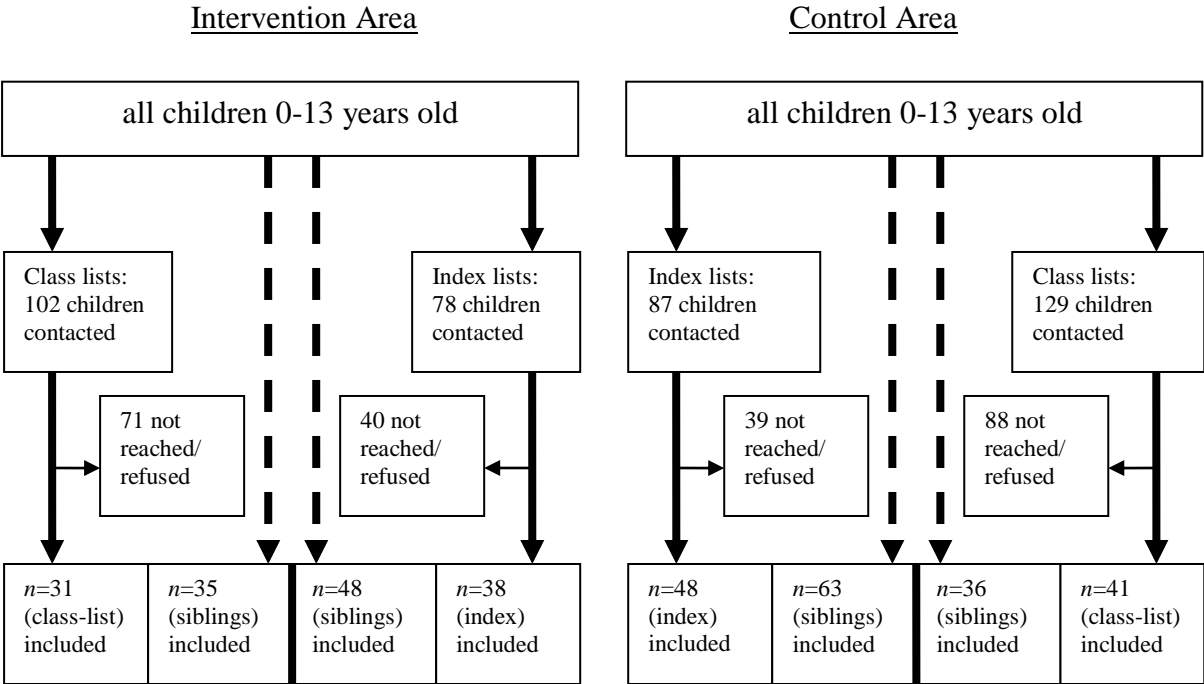 Intervention Area
Control Area
all children 0-13 years old
all children 0-13 years old
Class lists:
102 children
contacted
Index lists:
78 children
contacted
Index lists:
87 children
contacted
Class lists:
129 children
contacted
71 not
reached/
refused
40 not
reached/
refused
39 not
reached/
refused
88 not
reached/
refused
n=31
(class-list)
included
n=35
(siblings)
included
n=48
(siblings)
included
n=38
(index)
included
n=48
(index)
included
n=63
(siblings)
included
n=36
(siblings)
included
n=41
(class-list)
included